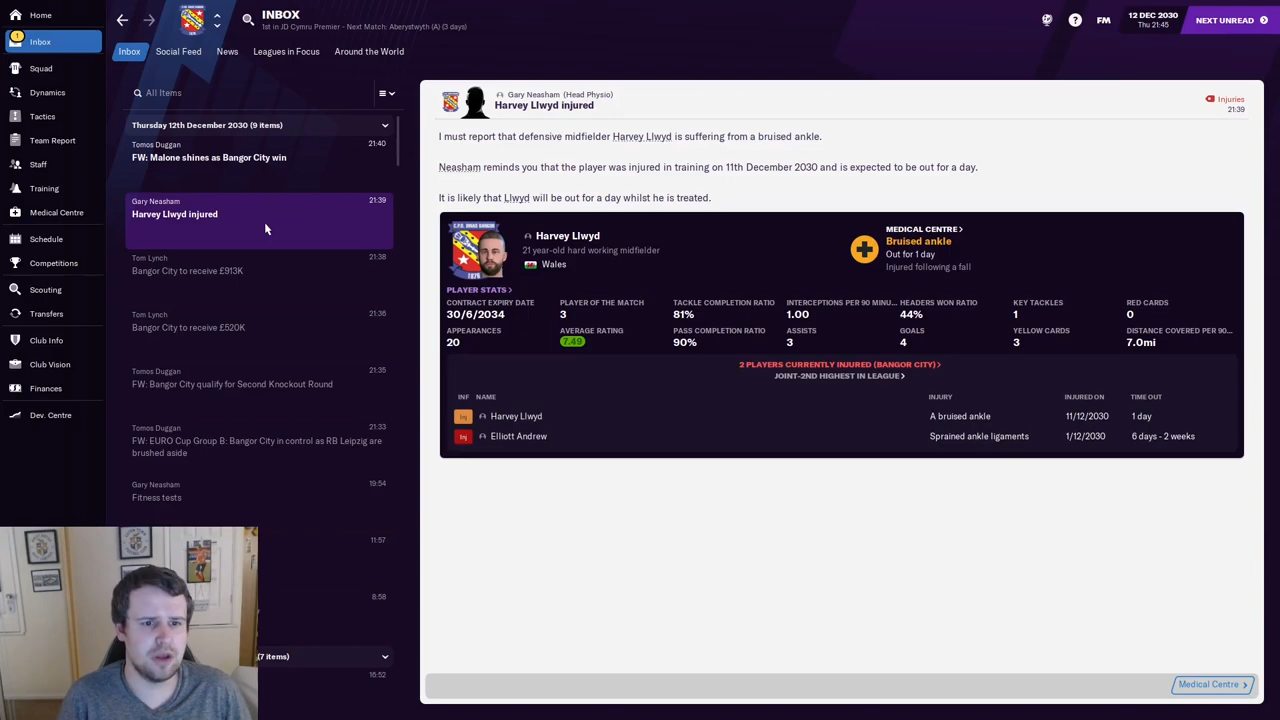 INBOX
1st in JD Cymru Premier - Next Match: Aberystwyth (A) (3 days)
FM
12 DEC 2030
Thu 21:45
NEXT UNREAD
Home
1
Inbox
Squad
Dynamics
Tactics
Team Report
Staff
Training
Medical Centre
Schedule
Competitions
Scouting
Transfers
Club Info
Club Vision
Finances
Dev. Centre
Inbox
Social Feed
News
Leagues in Focus
Around the World
All Items
Thursday 12th December 2030 (9 items)
Tomos Duggan 21:40
FW: Malone shines as Bangor City win
Gary Neasham 21:39
Harvey Llwyd injured
Tom Lynch 21:38
Bangor City to receive £913K
Tom Lynch 21:36
Bangor City to receive £520K
Tomos Duggan 21:35
FW: Bangor City qualify for Second Knockout Round
Tomos Duggan 21:33
FW: EURO Cup Group B: Bangor City in control as RB Leipzig are
brushed aside
Gary Neasham 19:54
Fitness tests
11:57
8:58
(7 items)
16:52
Gary Neasham (Head Physio)
Harvey Llwyd injured
Injuries
21:39
I must report that defensive midfielder Harvey Llwyd is suffering from a bruised ankle.
Neasham reminds you that the player was injured in training on 11th December 2030 and is expected to be out for a day.
It is likely that Llwyd will be out for a day whilst he is treated.
Harvey Llwyd
21 year-old hard working midfielder
Wales
MEDICAL CENTRE >
Bruised ankle
Out for 1 day
Injured following a fall
PLAYER STATS >
CONTRACT EXPIRY DATE PLAYER OF THE MATCH TACKLE COMPLETION RATIO INTERCEPTIONS PER 90 MINU... HEADERS WON RATIO KEY TACKLES RED CARDS
30/6/2034 3 81% 1.00 44% 1 0
APPEARANCES AVERAGE RATING PASS COMPLETION RATIO ASSISTS GOALS YELLOW CARDS DISTANCE COVERED PER 90...
20 7.49 90% 3 4 3 7.0mi
2 PLAYERS CURRENTLY INJURED (BANGOR CITY) >
JOINT-2ND HIGHEST IN LEAGUE >
INF NAME INJURY INJURED ON TIME OUT
Inj Harvey Llwyd A bruised ankle 11/12/2030 1 day
Inj Elliott Andrew Sprained ankle ligaments 1/12/2030 6 days - 2 weeks
Medical Centre >